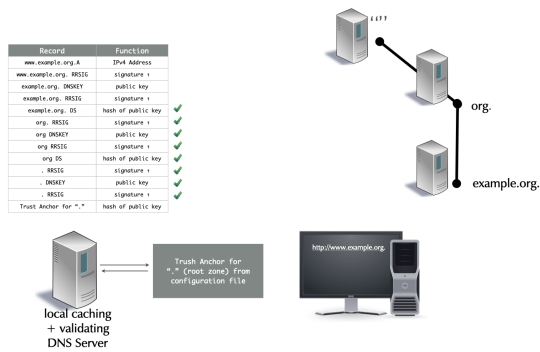 Record Function
www.example.org.A IPv4 Address
www.example.org. RRSIG signature ↑
example.org. DNSKEY public key
example.org. RRSIG signature ↑
example.org. DS hash of public key
org. RRSIG signature ↑
org DNSKEY public key
org RRSIG signature ↑
org DS hash of public key
. RRSIG signature ↑
. DNSKEY public key
. RRSIG signature ↑
Trust Anchor for “.” hash of public key
“”
org.
example.org.
Trush Anchor for
“.” (root zone) from
configuration file
http://www.example.org.
local caching
+ validating
DNS Server